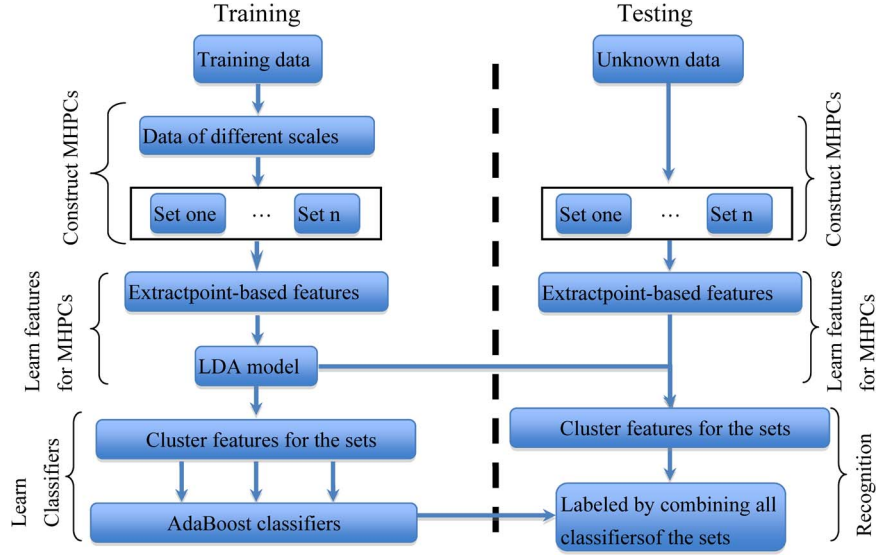 Training
Testing
Training data
Unknown data
Construct MHPCs
Data of different scales
Set one ... Set n
Construct MHPCs
Set one ... Set n
Learn features
for MHPCs
Extractpoint-based features
LDA model
Extractpoint-based features
Learn features
for MHPCs
Learn
Classifiers
Cluster features for the sets
AdaBoost classifiers
Cluster features for the sets
Labeled by combining all
classifiersof the sets
Recognition